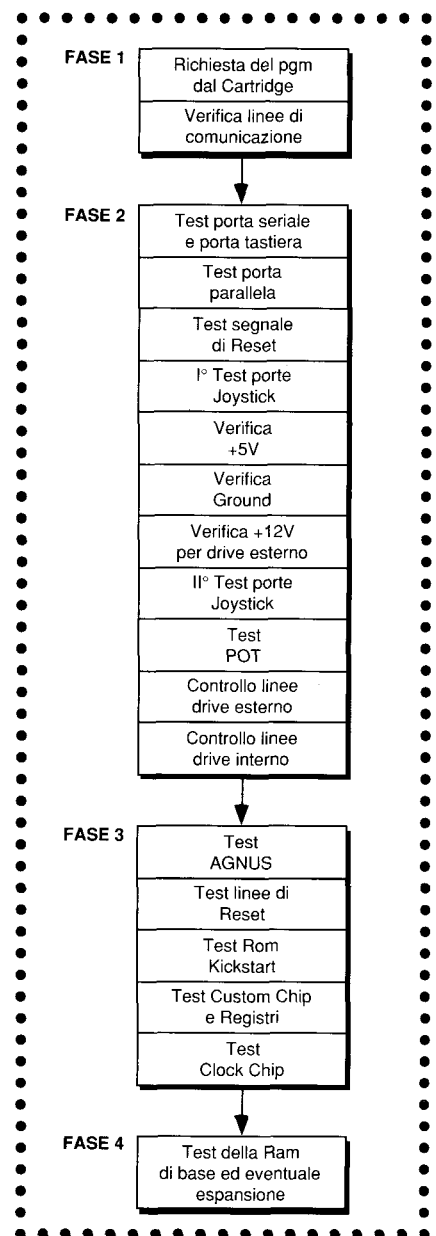 FASE 1
Richiesta del pgm
dal Cartridge
Verifica linee di
comunicazione
FASE 2
Test porta seriale
e porta tastiera
Test porta
parallela
Test segnale
di Reset
I° Test porte
Joystick
Verifica
+5V
Verifica
Ground
Verifica +12V
per drive esterno
II° Test porte
Joystick
Test
POT
Controllo linee
drive esterno
Controllo linee
drive interno
FASE 3
Test
AGNUS
Test linee di
Reset
Test Rom
Kickstart
Test Custom Chip
e Registri
Test
Clock Chip
FASE 4
Test della Ram
di base ed eventuale
espansione